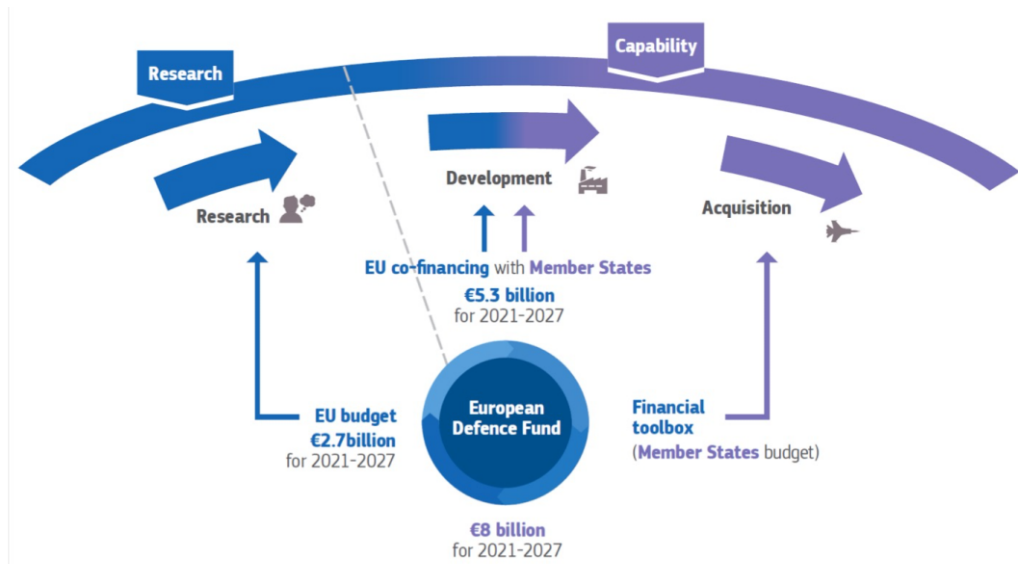 Research
Capability
Research
Development
Acquisition
EU co-financing with Member States
€5.3 billion
for 2021-2027
EU budget
€2.7billion
for 2021-2027
European
Defence Fund
Financial
toolbox
(Member States budget)
€8 billion
for 2021-2027